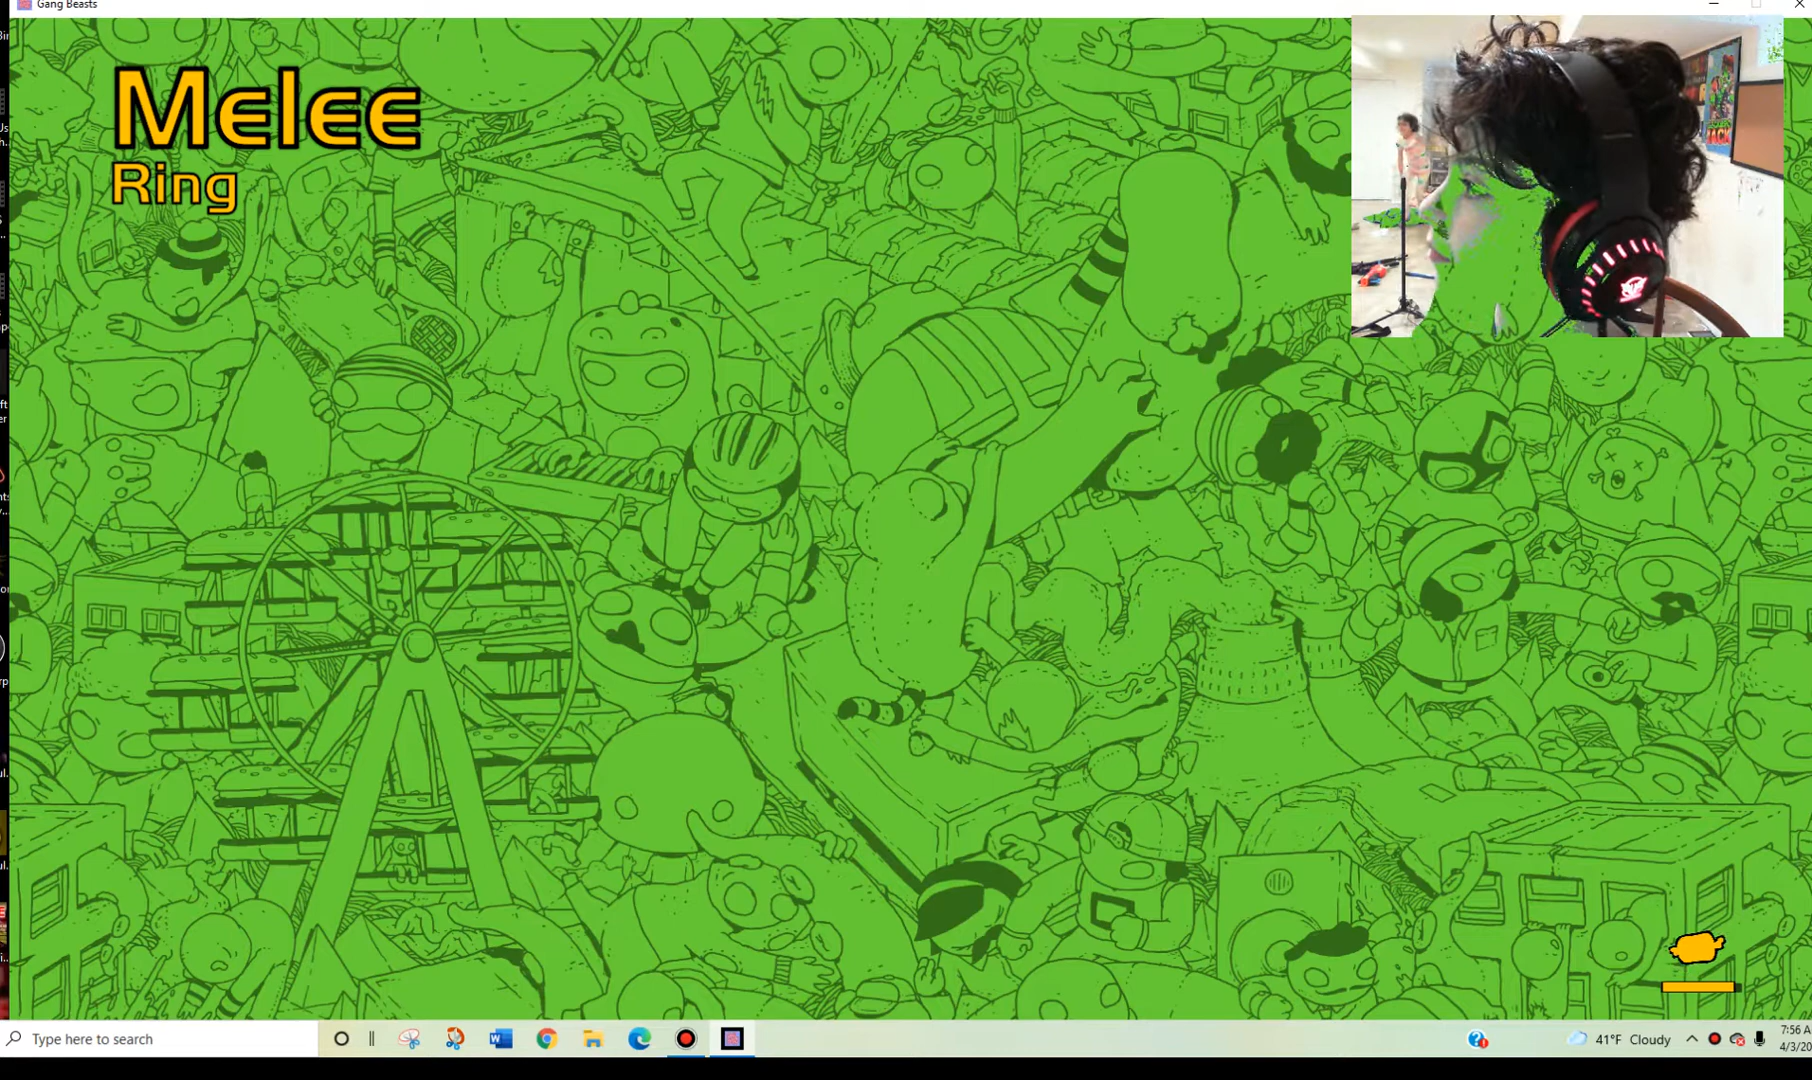 Gang Beasts
Melee
Ring
Type here to search
41°F Cloudy
7:56 A
4/3/20